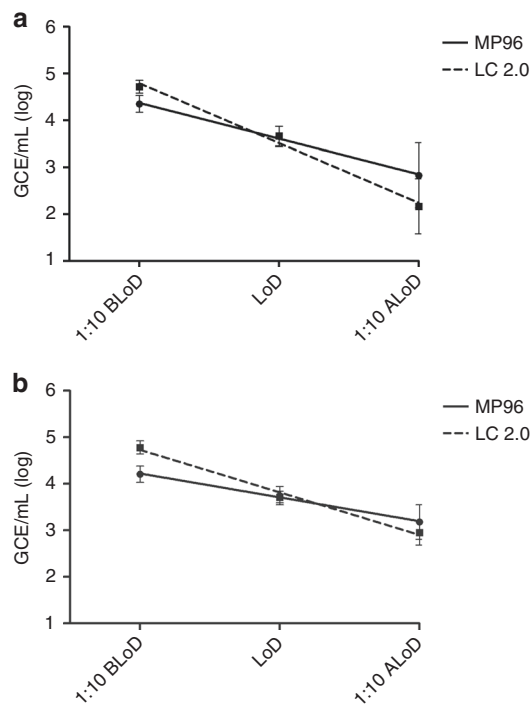 a
6
5
4
3
2
1
GCE/mL (log)
1:10 BLoD
LoD
1:10 ALoD
MP96
LC 2.0
b
6
5
4
3
2
1
GCE/mL (log)
1:10 BLoD
LoD
1:10 ALoD
MP96
LC 2.0